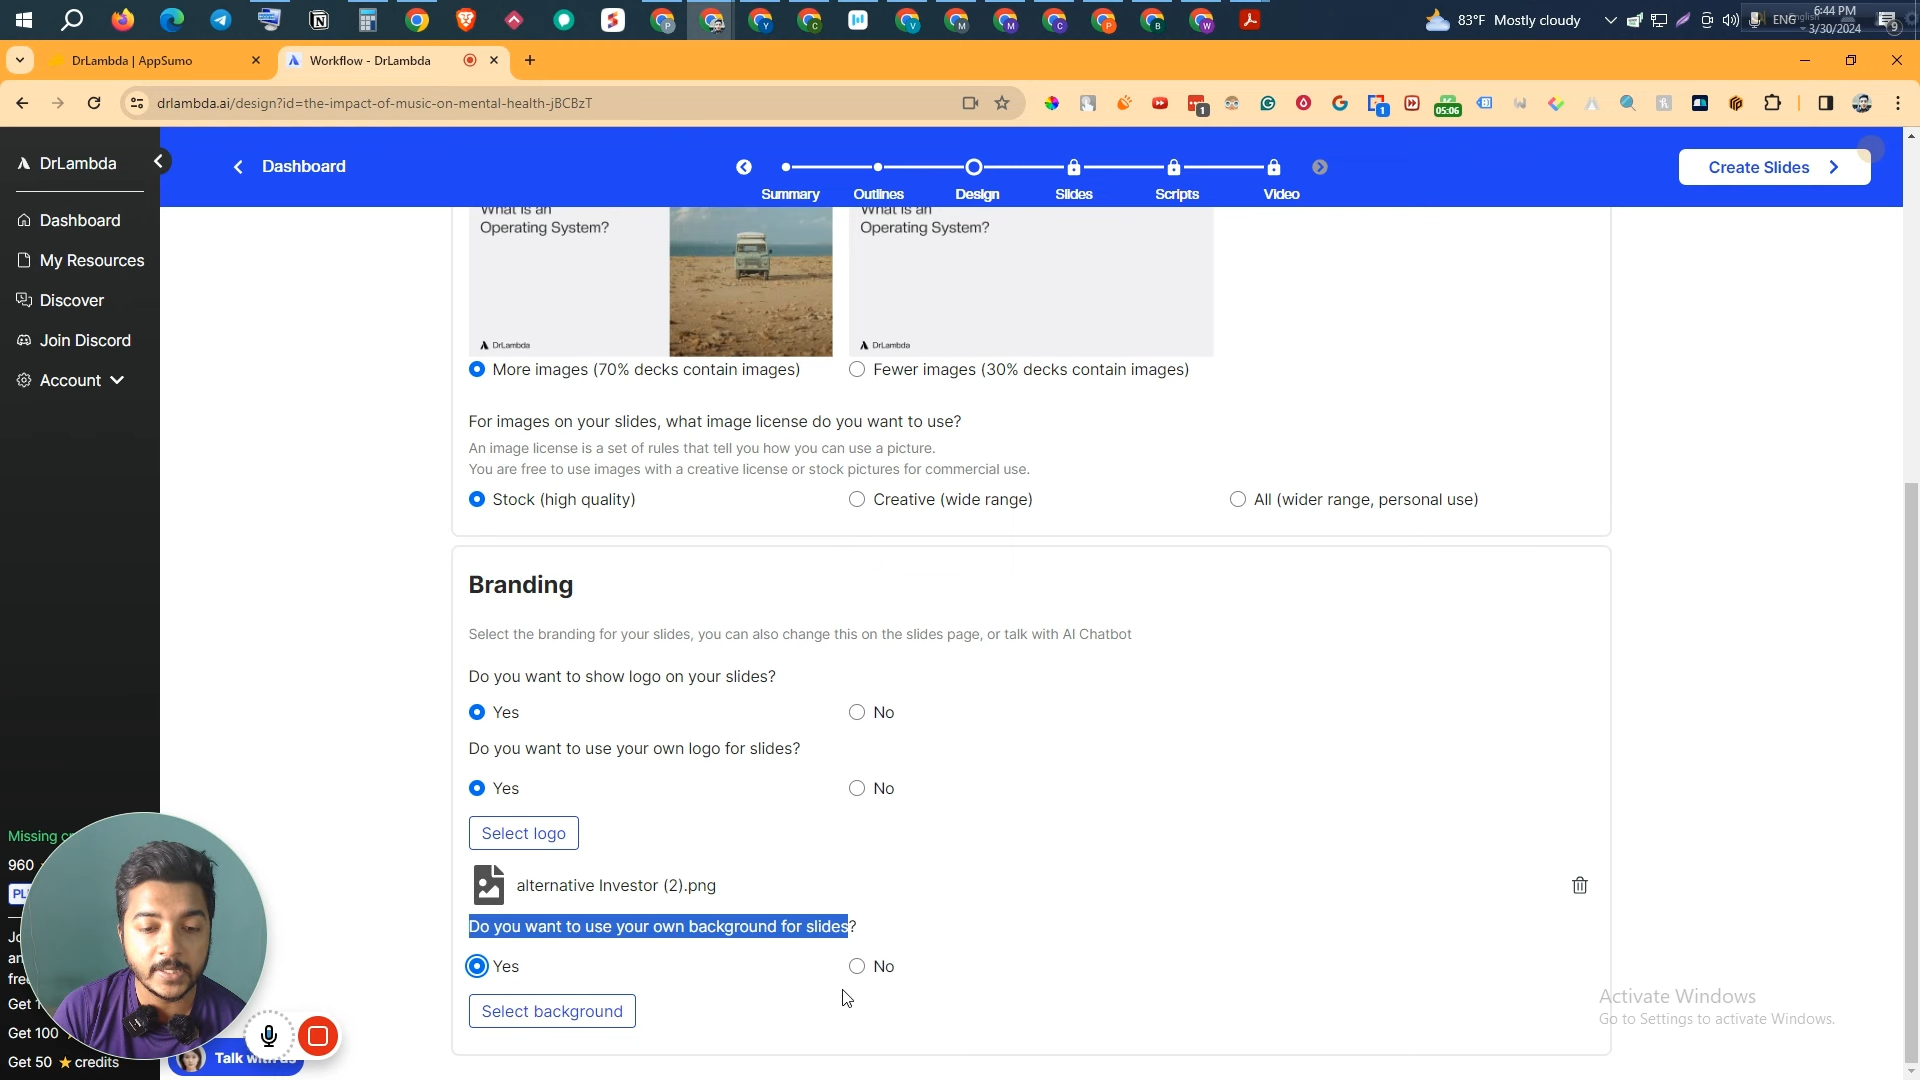 83°F Mostly cloudy
ENG
6:44 PM
3/30/2024
9
DrLambda | AppSumo
Workflow - DrLambda
drlambda.ai/design?id=the-impact-of-music-on-mental-health-jBCBzT
1
1
05:06
DrLambda
Dashboard
Summary
Outlines
Design
Slides
Scripts
Video
Create Slides
Dashboard
My Resources
Discover
Join Discord
Account
What is an
Operating System?
DrLambda
What is an
Operating System?
DrLambda
More images (70% decks contain images)
Fewer images (30% decks contain images)
For images on your slides, what image license do you want to use?
An image license is a set of rules that tell you how you can use a picture.
You are free to use images with a creative license or stock pictures for commercial use.
Stock (high quality)
Creative (wide range)
All (wider range, personal use)
Branding
Select the branding for your slides, you can also change this on the slides page, or talk with AI Chatbot
Do you want to show logo on your slides?
Yes
No
Do you want to use your own logo for slides?
Yes
No
Select logo
alternative Investor (2).png
Do you want to use your own background for slides?
Yes
No
Select background
Missing
960
Get
Get 100
Get 50 credits
Talk with us
Activate Windows
Go to Settings to activate Windows.